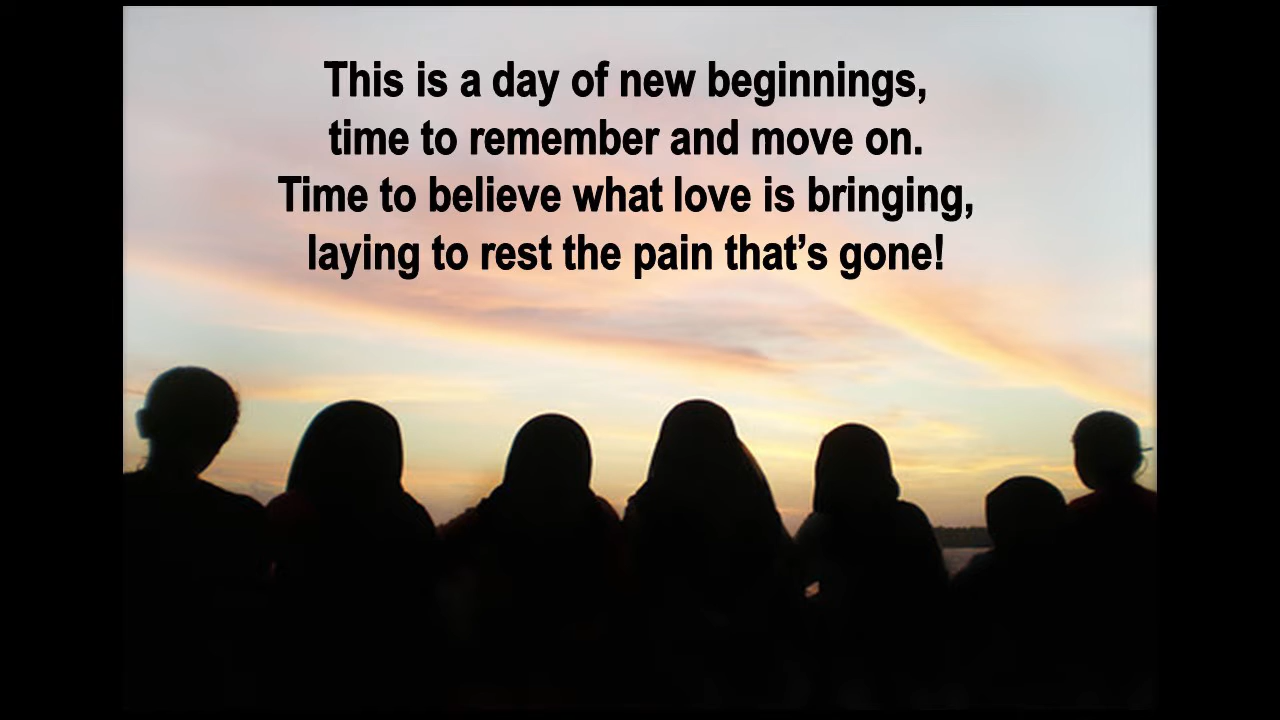 This is a day of new beginnings,
time to remember and move on.
Time to believe what love is bringing,
laying to rest the pain that’s gone!